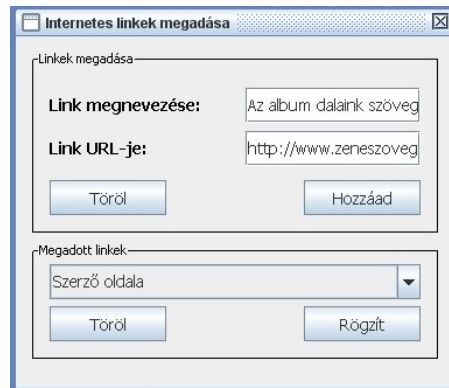 Internetes linkek megadása
Linkek megadása
Link megnevezése: Az album dalaink szöveg
Link URL-je: http://www.zeneszoveg
Töröl Hozzáad
Megadott linkek
Szerző oldala
Töröl Rögzít